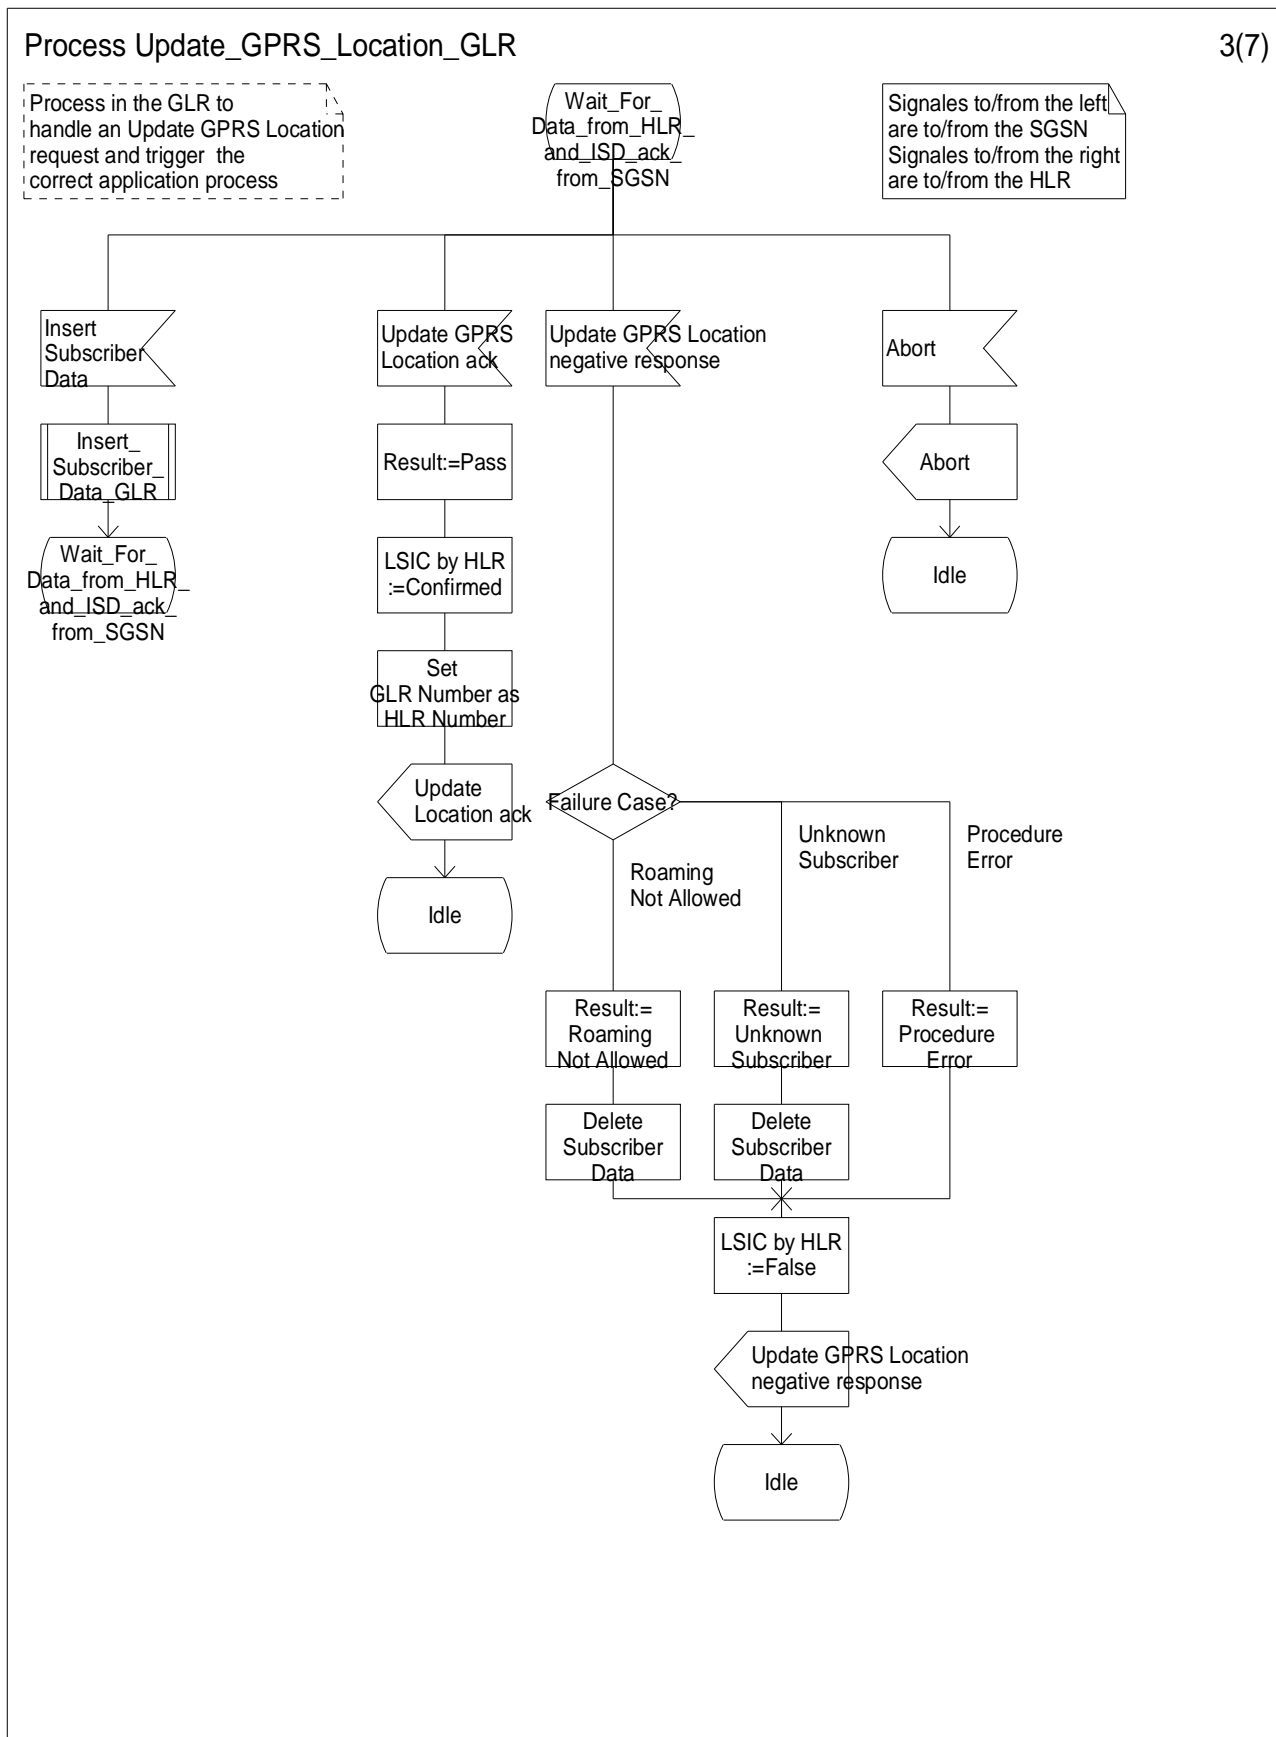 Process Update_GPRS_Location_GLR
3(7)
Process in the GLR to
handle an Update GPRS Location
request and trigger  the
correct application process
Wait_For_
Data_from_HLR_
and_ISD_ack_
from_SGSN
Signales to/from the left
are to/from the SGSN
Signales to/from the right
are to/from the HLR
Insert
Subscriber
Data
Update GPRS
Location ack
Update GPRS Location
negative response
Abort
Insert_
Subscriber_
Data_GLR
Result:=Pass
Abort
Wait_For_
Data_from_HLR_
and_ISD_ack_
from_SGSN
LSIC by HLR
:=Confirmed
Idle
Set
GLR Number as
HLR Number
Update
Location ack
Failure Case?
Unknown
Subscriber
Procedure
Error
Roaming
Not Allowed
Idle
Result:=
Roaming
Not Allowed
Result:=
Unknown
Subscriber
Result:=
Procedure
Error
Delete
Subscriber
Data
Delete
Subscriber
Data
LSIC by HLR
:=False
Update GPRS Location
negative response
Idle